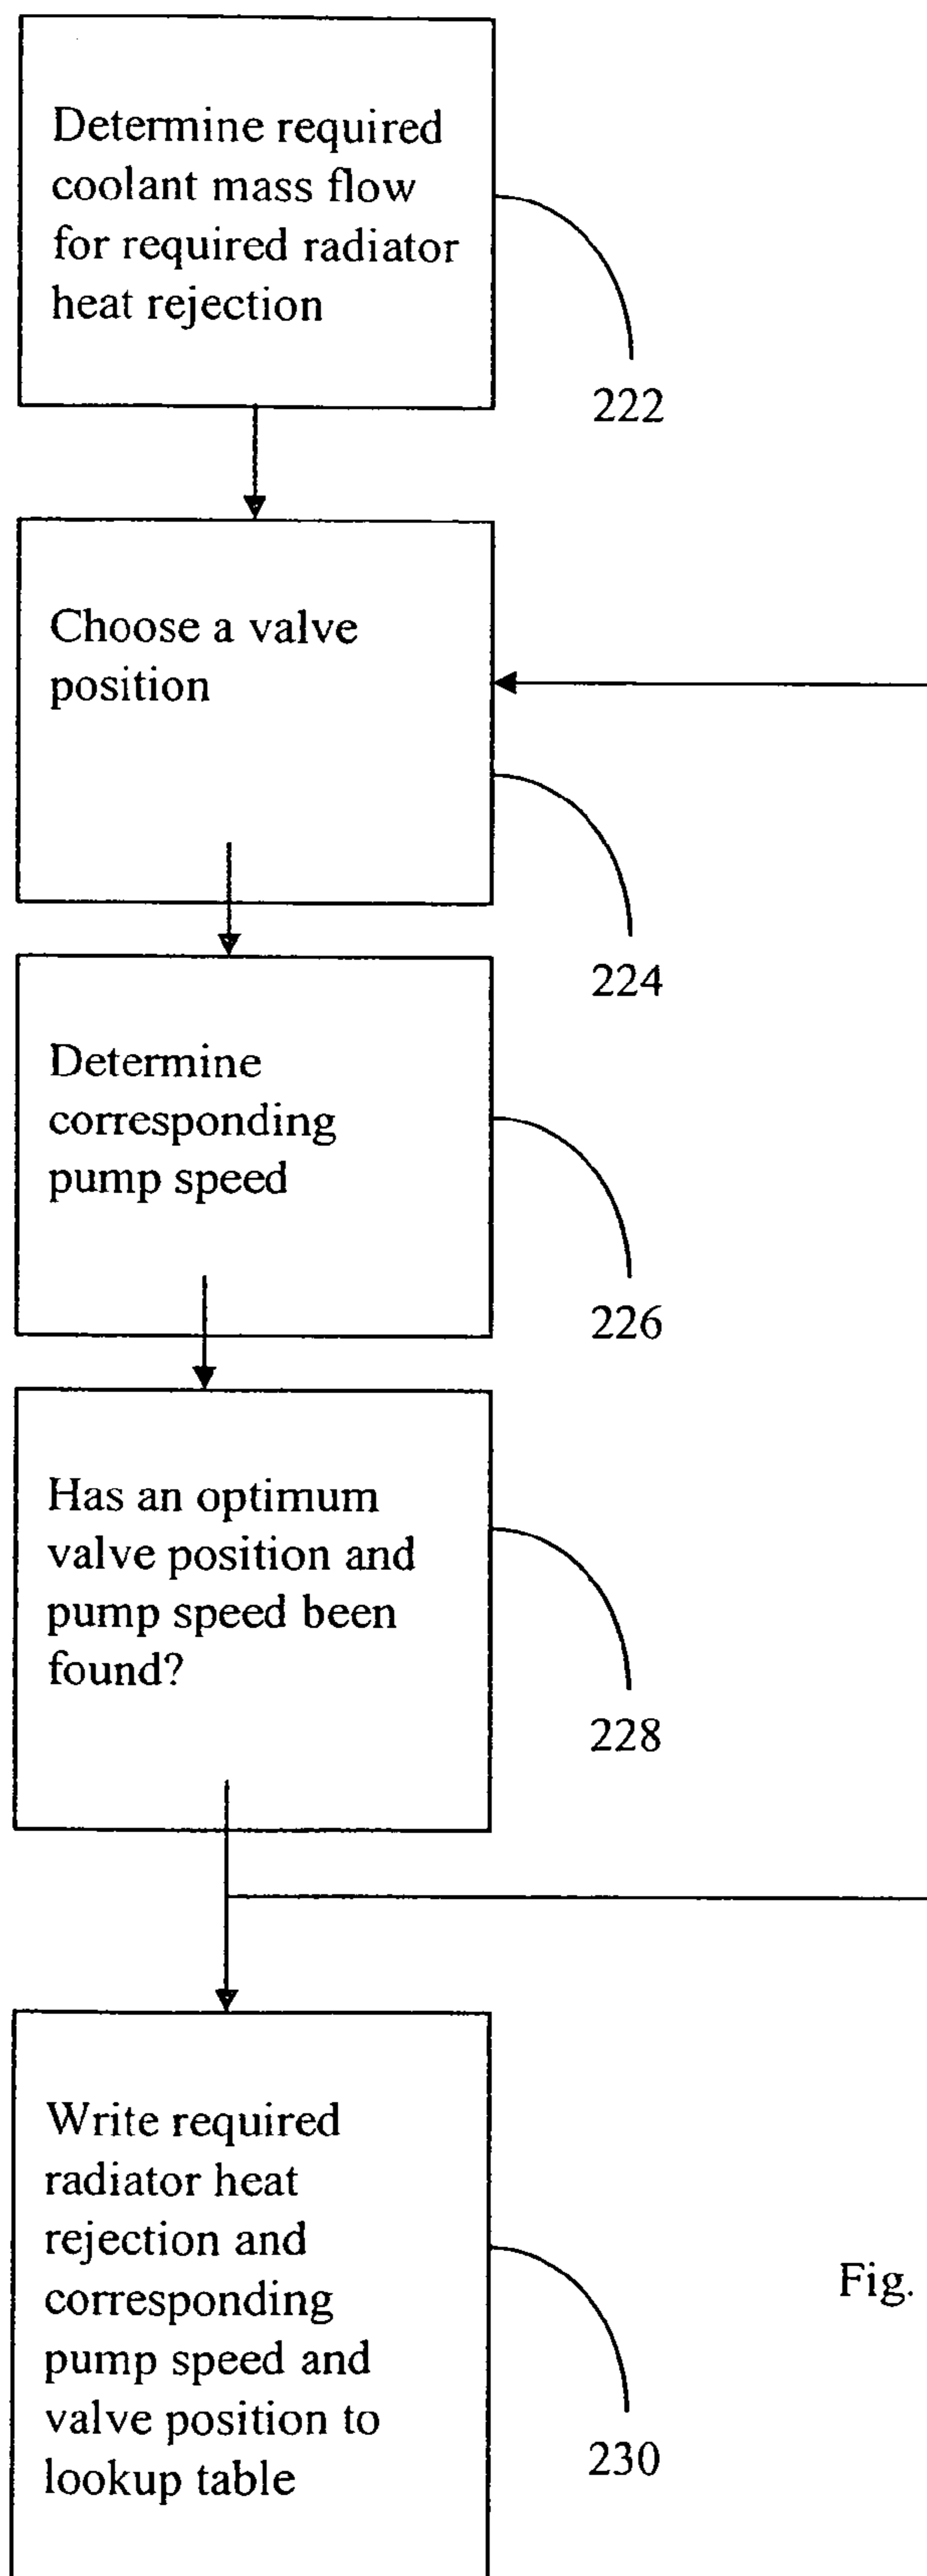 Determine required
coolant mass flow
for required radiator
heat rejection
222
Choose a valve
position
224
Determine
corresponding
pump speed
226
Has an optimum
valve position and
pump speed been
found?
228
Write required
radiator heat
rejection and
corresponding
pump speed and
valve position to
lookup table
Fig.
230